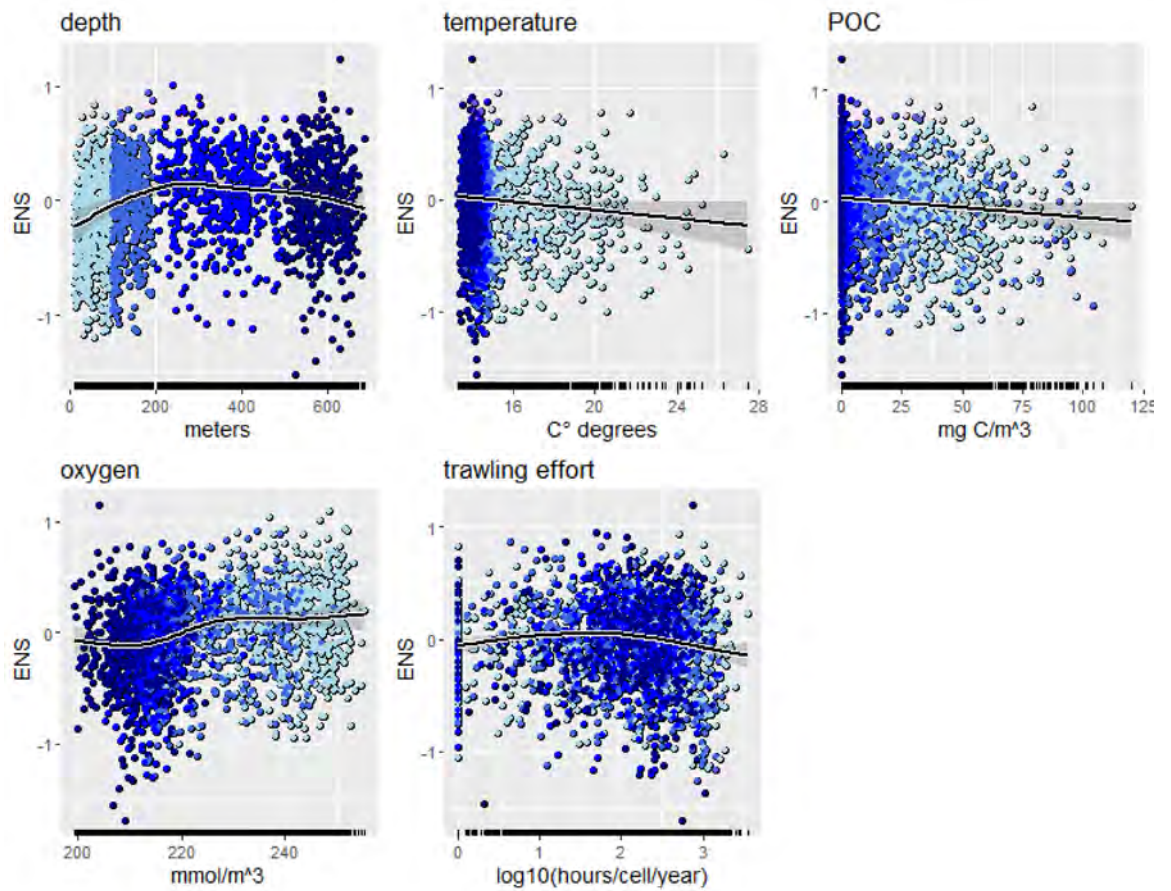 depth
temperature
POC
ENS
1
0
-1
0
200
400
600
meters
ENS
1
0
-1
16
20
24
28
C° degrees
ENS
1
0
-1
0
25
50
75
100
125
mg C/m^3
oxygen
trawling effort
ENS
1
0
-1
200
220
240
mmol/m^3
ENS
1
0
-1
0
1
2
3
log10(hours/cell/year)